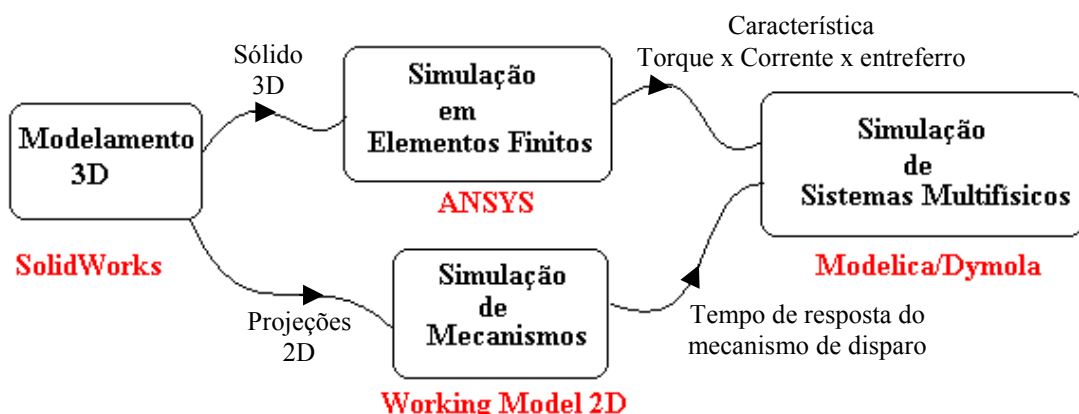 Modelamento
3D
SolidWorks
Sólido
3D
Simulação
em
Elementos Finitos
ANSYS
Projeções
2D
Simulação
de
Mecanismos
Working Model 2D
Característica
Torque x Corrente x entreferro
Tempo de resposta do
mecanismo de disparo
Simulação
de
Sistemas Multifísicos
Modelica/Dymola